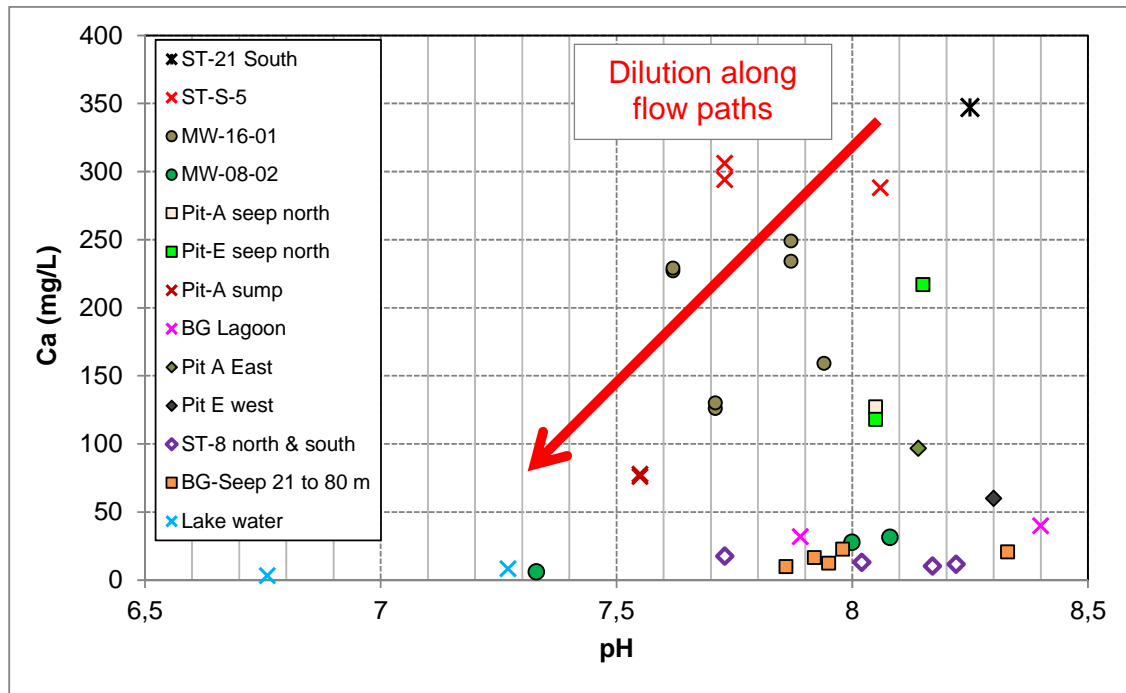 Ca (mg/L)
400
350
300
250
200
150
100
50
0
ST-21 South
ST-S-5
MW-16-01
MW-08-02
Pit-A seep north
Pit-E seep north
Pit-A sump
BG Lagoon
Pit A East
Pit E west
ST-8 north & south
BG-Seep 21 to 80 m
Lake water
Dilution along
flow paths
6,5 7 7,5 8 8,5
pH